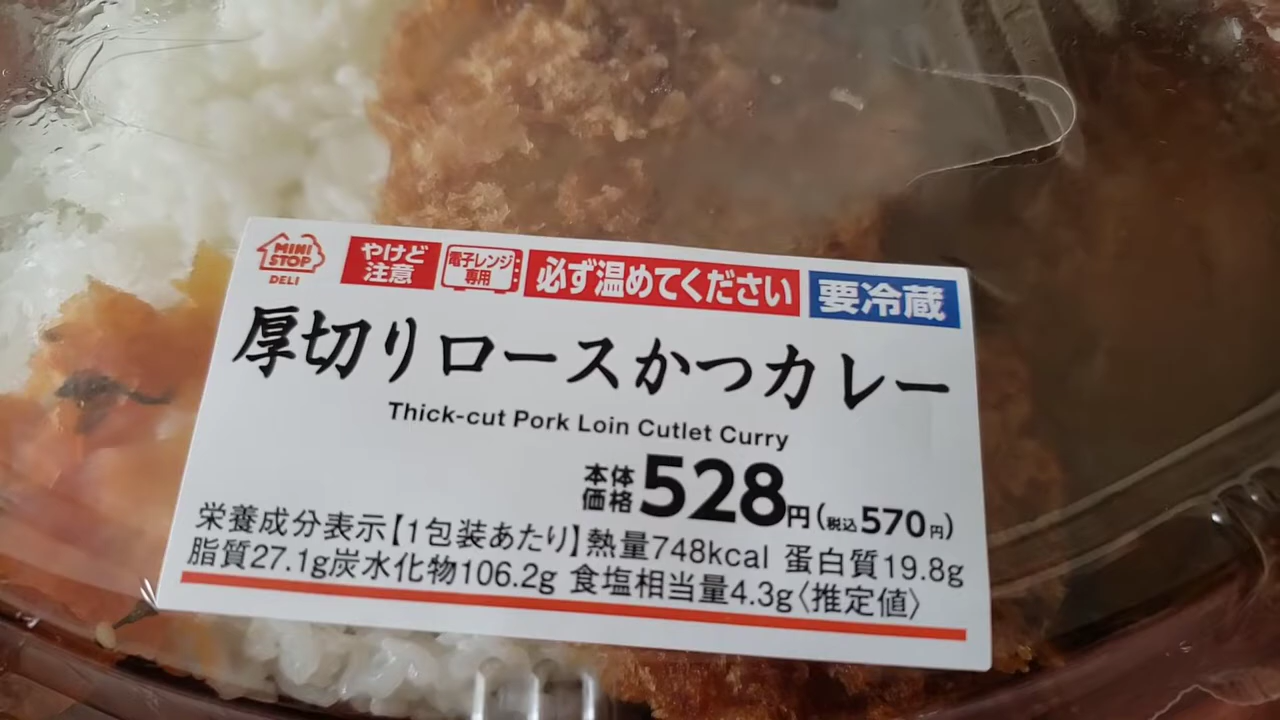 MINI
STOP
DELI
やけど
注意
電子レンジ
専用
必ず温めてください
要冷蔵
厚切りロースかつカレー
Thick-cut Pork Loin Cutlet Curry
本体
価格 528円(税込570円)
栄養成分表示【1包装あたり】熱量748kcal 蛋白質19.8g
脂質27.1g炭水化物106.2g 食塩相当量4.3g〈推定値〉